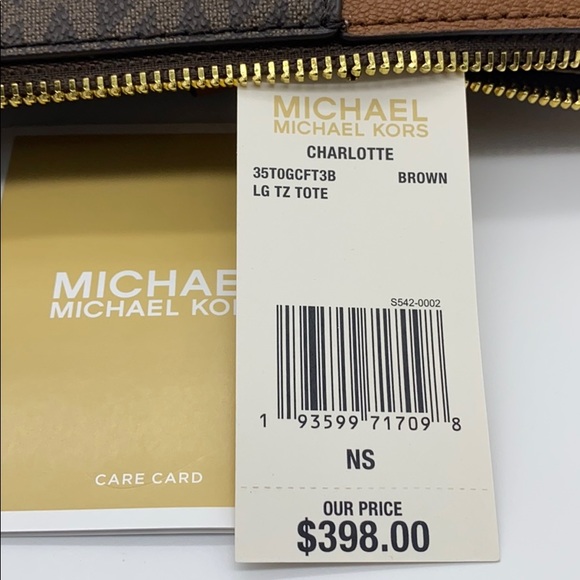 MICHAEL
MICHAEL KORS
CHARLOTTE
35T0GCFT3B BROWN
LG TZ TOTE
S542-0002
1 93599 71709 8
NS
OUR PRICE
$398.00
MICHAE
MICHAEL KO
CARE CARD